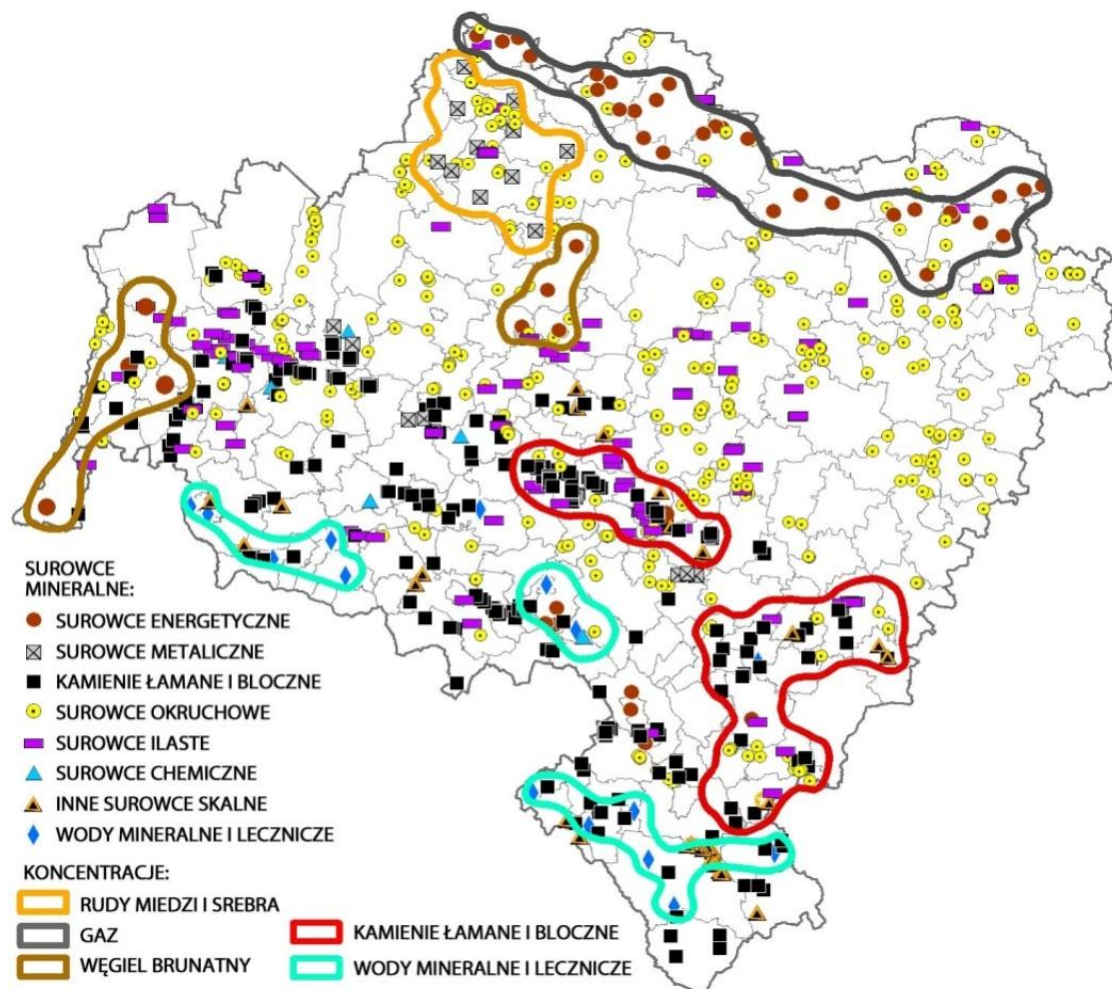 SUROWCE
MINERALNE:
SUROWCE ENERGETYCZNE
SUROWCE METALICZNE
KAMIENIE ŁAMANE I BLOCZNE
SUROWCE OKRUCHOWE
SUROWCE ILASTE
SUROWCE CHEMICZNE
INNE SUROWCE SKALNE
WODY MINERALNE I LECZNICZE
KONCENTRACJE:
RUDY MIEDZI I SREBRA
GAZ
WĘGIEL BRUNATNY
KAMIENIE ŁAMANE I BLOCZNE
WODY MINERALNE I LECZNICZE